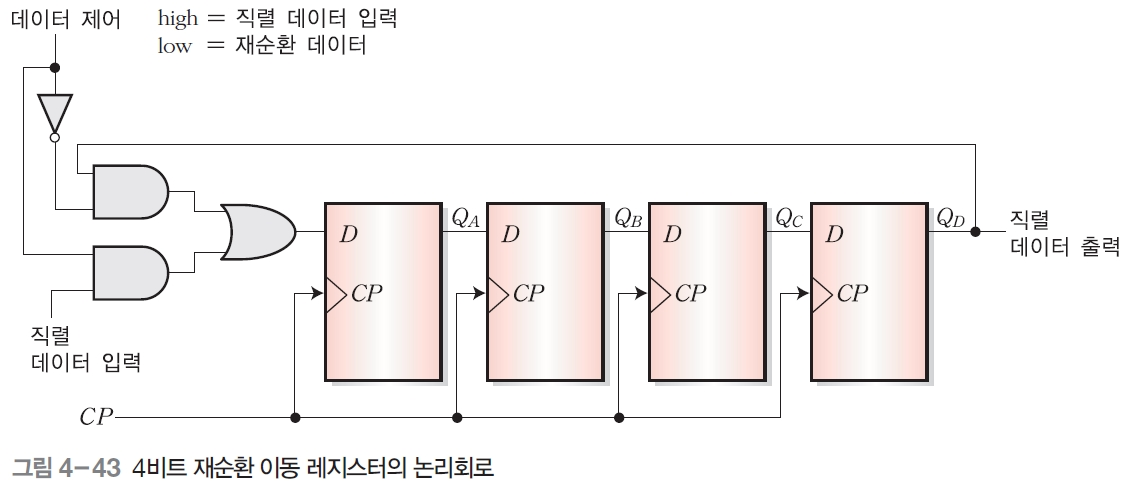 데이터 제어
high = 직렬 데이터 입력
low = 재순환 데이터
Q_A
Q_B
Q_C
Q_D
D
D
D
D
직렬
데이터 출력
CP
CP
CP
CP
직렬
데이터 입력
CP
그림 4-43 4비트 재순환 이동 레지스터의 논리회로